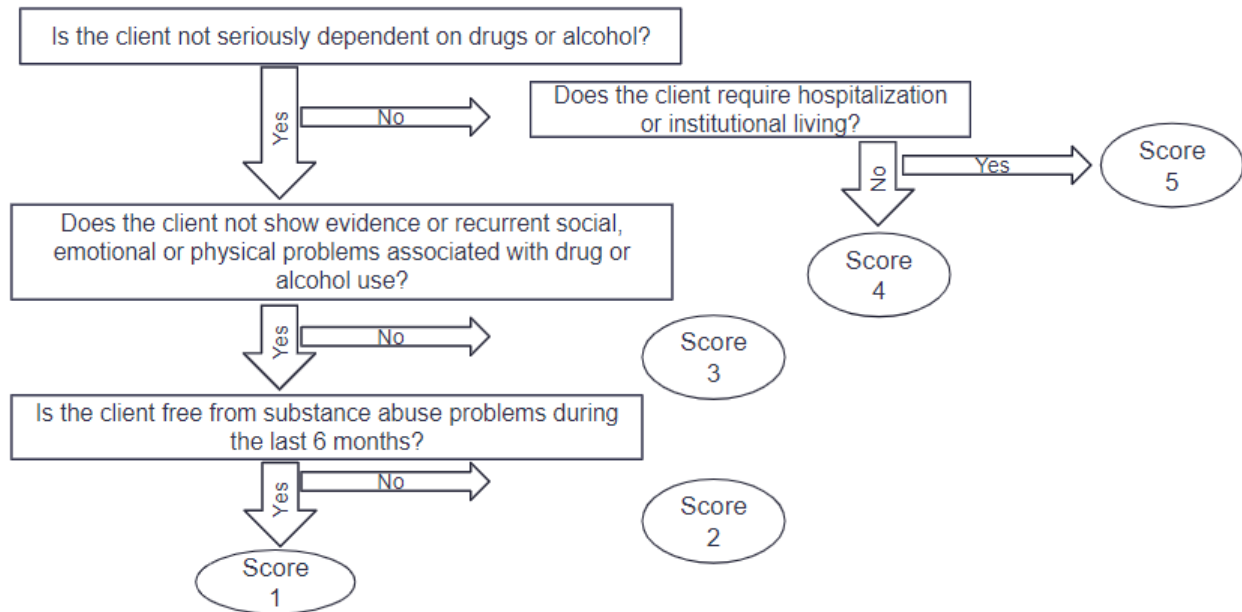 Is the client not seriously dependent on drugs or alcohol?
Yes
No
Does the client require hospitalization
or institutional living?
No
Yes
Score
5
Score
4
Does the client not show evidence or recurrent social,
emotional or physical problems associated with drug or
alcohol use?
Yes
No
Score
3
Is the client free from substance abuse problems during
the last 6 months?
Yes
No
Score
2
Score
1